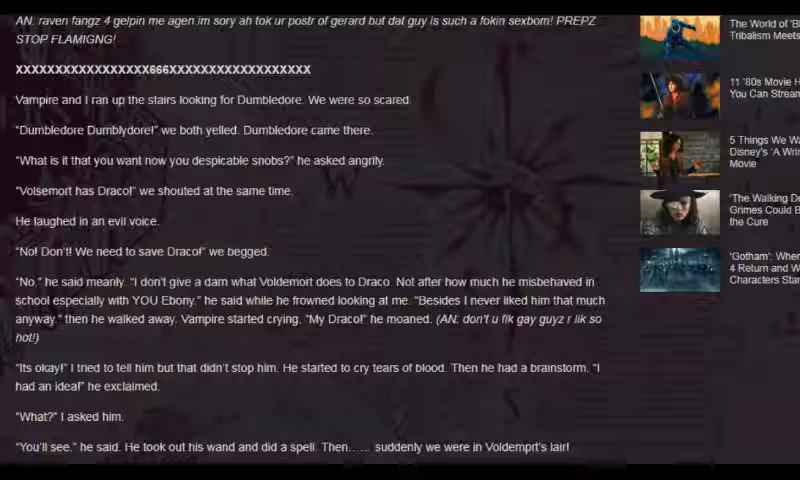 AN: raven fangz 4 gelpin me agen im sory ah tok ur postr of gerard but dat guy is such a fokin sexbom! PREPZ
STOP FLAMIGNG!
XXXXXXXXXXXXXXXXX666XXXXXXXXXXXXXXXXXX
Vampire and I ran up the stairs looking for Dumbledore. We were so scared.
"Dumbledore Dumblydore!" we both yelled. Dumbledore came there.
"What is it that you want now you despicable snobs?" he asked angrily.
"Volsemort has Draco!" we shouted at the same time.
He laughed in an evil voice.
"No! Don't! We need to save Draco!" we begged.
"No." he said meanly. "I don't give a darn what Voldemort does to Draco. Not after how much he misbehaved in
school especially with YOU Ebony." he said while he frowned looking at me. "Besides I never liked him that much
anyway." then he walked away. Vampire started crying. "My Draco!" he moaned. (AN: don't u fik gay guyz r lik so
hot!)
"Its okay!" I tried to tell him but that didn't stop him. He started to cry tears of blood. Then he had a brainstorm. "I
had an idea!" he exclaimed.
"What?" I asked him.
"You'll see." he said. He took out his wand and did a spell. Then…… suddenly we were in Voldemprt's lair!
The World of 'Bl
Tribalism Meets
11 '80s Movie H
You Can Stream
5 Things We Wa
Disney's 'A Wrin
Movie
'The Walking De
Grimes Could B
the Cure
'Gotham': When
4 Return and W
Characters Star
W
S